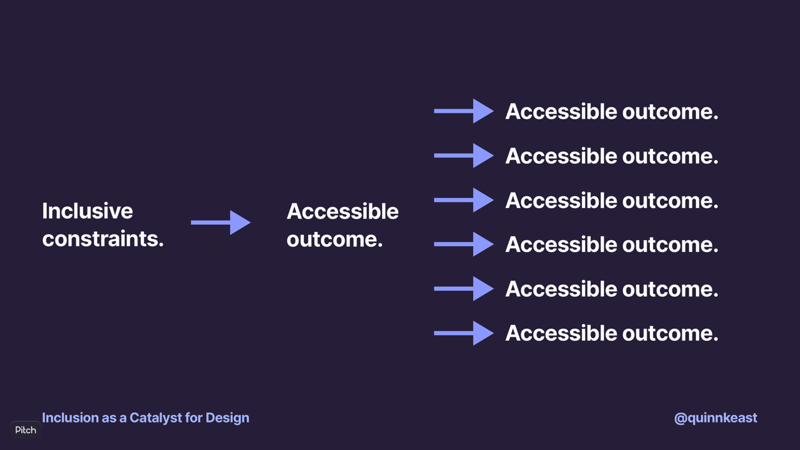 Inclusive
constraints.
Accessible
outcome.
Accessible outcome.
Accessible outcome.
Accessible outcome.
Accessible outcome.
Accessible outcome.
Accessible outcome.
Inclusion as a Catalyst for Design
@quinnkeast
Pitch